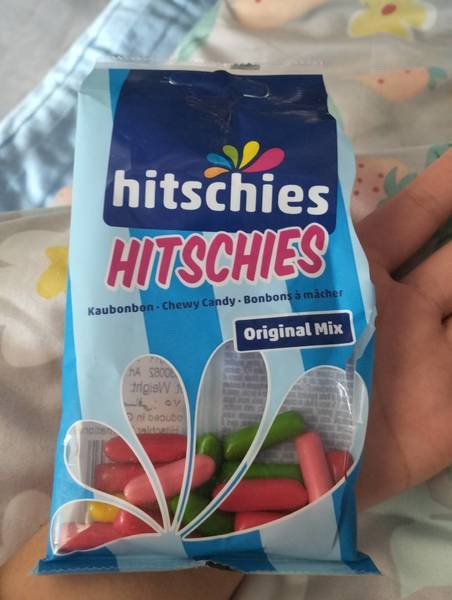 hitschies
HITSCHIES
Kaubonbon · Chewy Candy · Bonbons à mâcher
Original Mix